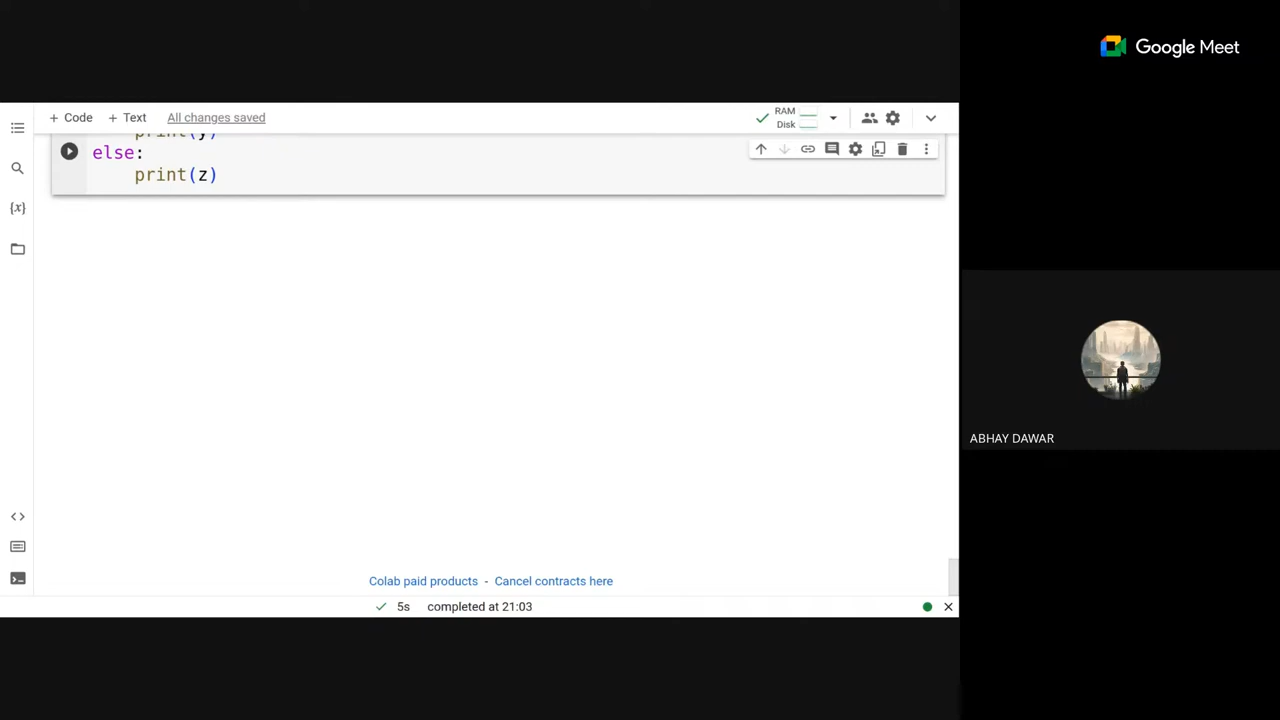 Google Meet
+ Code + Text All changes saved
RAM
Disk
print(y)
else:
print(z)
{x}
ABHAY DAWAR
Colab paid products - Cancel contracts here
5s completed at 21:03